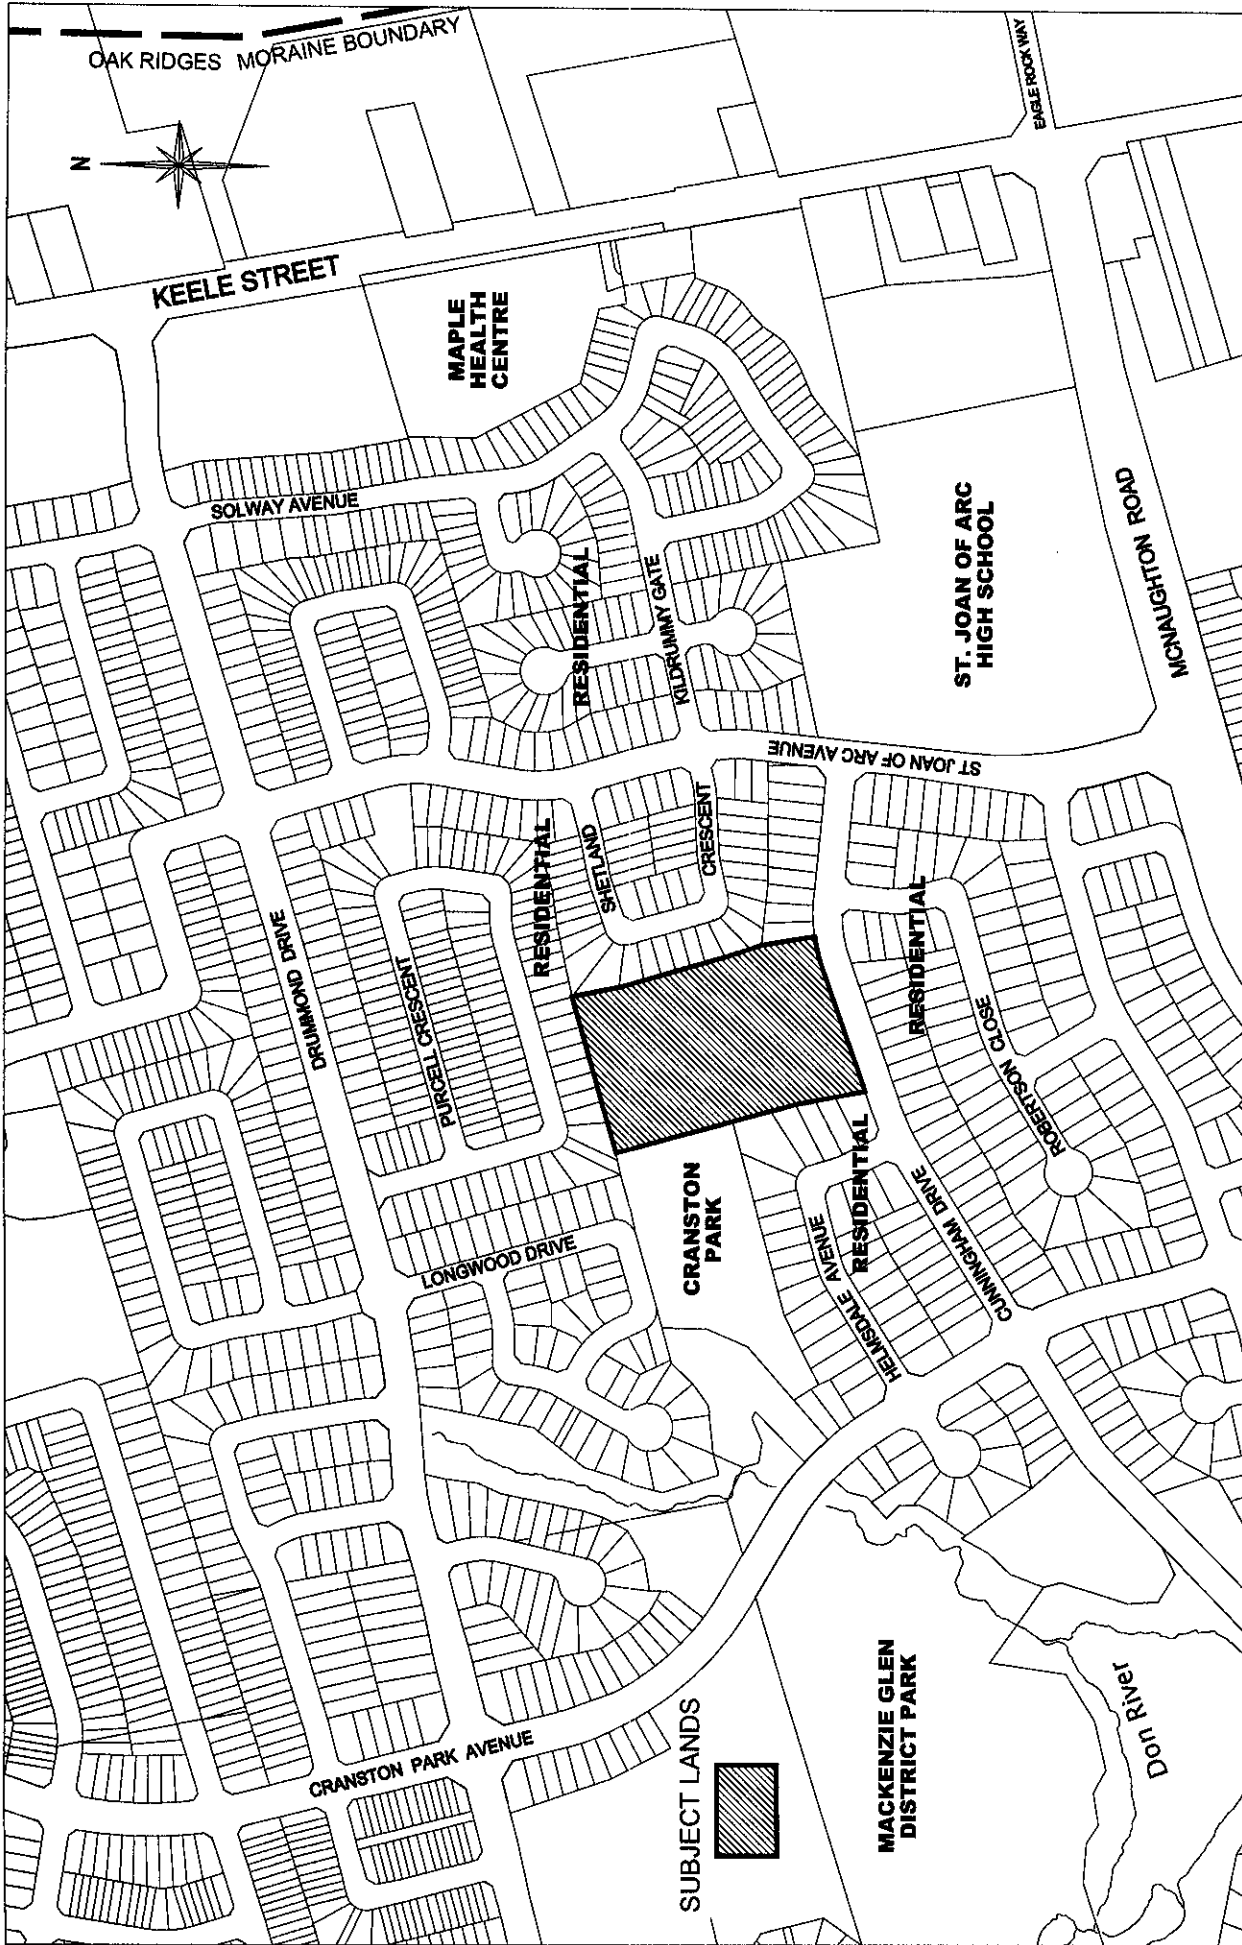 OAK RIDGES MORAINE BOUNDARY
N
EAGLE ROCK WAY
KEELE STREET
MAPLE
HEALTH
CENTRE
SOLWAY AVENUE
RESIDENTIAL
KILDRUMMY GATE
ST. JOAN OF ARC
HIGH SCHOOL
MCNAUGHTON ROAD
ST JOAN OF ARC AVENUE
RESIDENTIAL
SHETLAND
CRESCENT
DRUMMOND DRIVE
PURCELL CRESCENT
RESIDENTIAL
ROBERTSON CLOSE
LONGWOOD DRIVE
CRANSTON
PARK
RESIDENTIAL
HELMSDALE AVENUE
CUNNINGHAM DRIVE
CRANSTON PARK AVENUE
SUBJECT LANDS
MACKENZIE GLEN
DISTRICT PARK
Don River